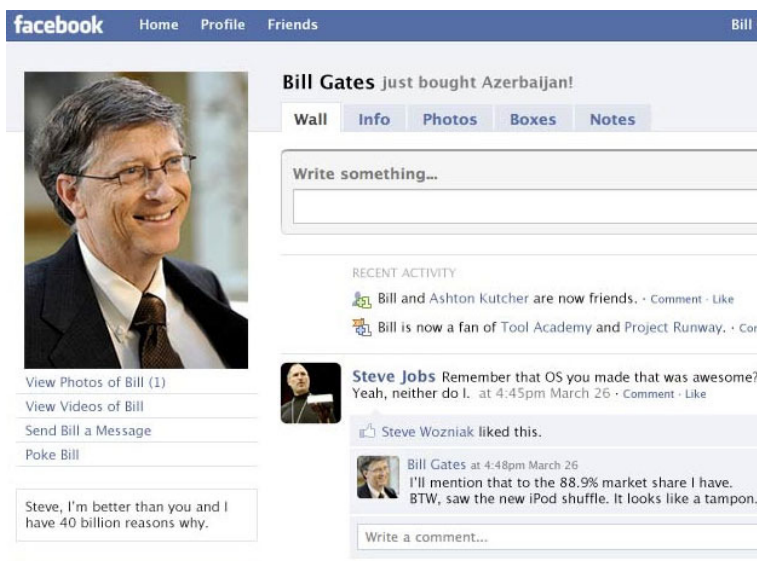 facebook Home Profile Friends Bill
Bill Gates just bought Azerbaijan!
Wall Info Photos Boxes Notes
Write something...
RECENT ACTIVITY
Bill and Ashton Kutcher are now friends. · Comment · Like
Bill is now a fan of Tool Academy and Project Runway. ·
Steve Jobs Remember that OS you made that was awesome?
Yeah, neither do I. at 4:45pm March 26 · Comment · Like
Steve Wozniak liked this.
Bill Gates at 4:48pm March 26
I'll mention that to the 88.9% market share I have.
BTW, saw the new iPod shuffle. It looks like a tampon.
Write a comment...
View Photos of Bill (1)
View Videos of Bill
Send Bill a Message
Poke Bill
Steve, I'm better than you and I
have 40 billion reasons why.